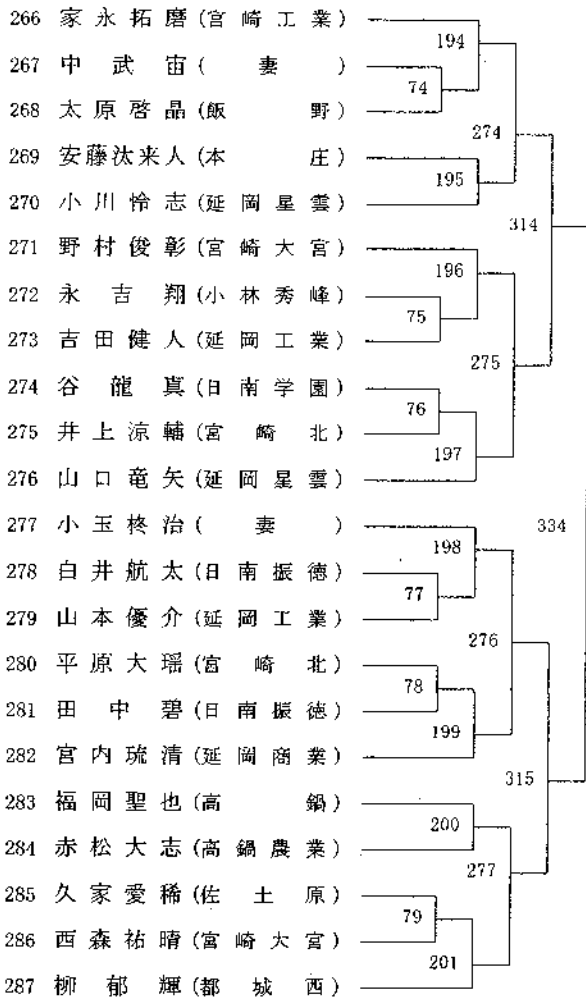 266 家永拓磨(宮崎工業)
194
267 中武宙(妻)
74
268 太原啓晶(飯野)
274
269 安藤汰来人(本庄)
195
270 小川怜志(延岡星雲)
314
271 野村俊彰(宮崎大宮)
196
272 永吉翔(小林秀峰)
75
273 吉田健人(延岡工業)
275
274 谷龍真(日南学園)
76
275 井上涼輔(宮崎北)
197
276 山口竜矢(延岡星雲)
277 小玉柊治(妻)
334
198
278 白井航太(日南振徳)
77
279 山本優介(延岡工業)
276
280 平原大瑶(宮崎北)
78
281 田中碧(日南振徳)
199
282 宮内琉清(延岡商業)
315
283 福岡聖也(高鍋)
200
284 赤松大志(高鍋農業)
277
285 久家愛稀(佐土原)
79
286 西森祐晴(宮崎大宮)
201
287 柳郁輝(都城西)